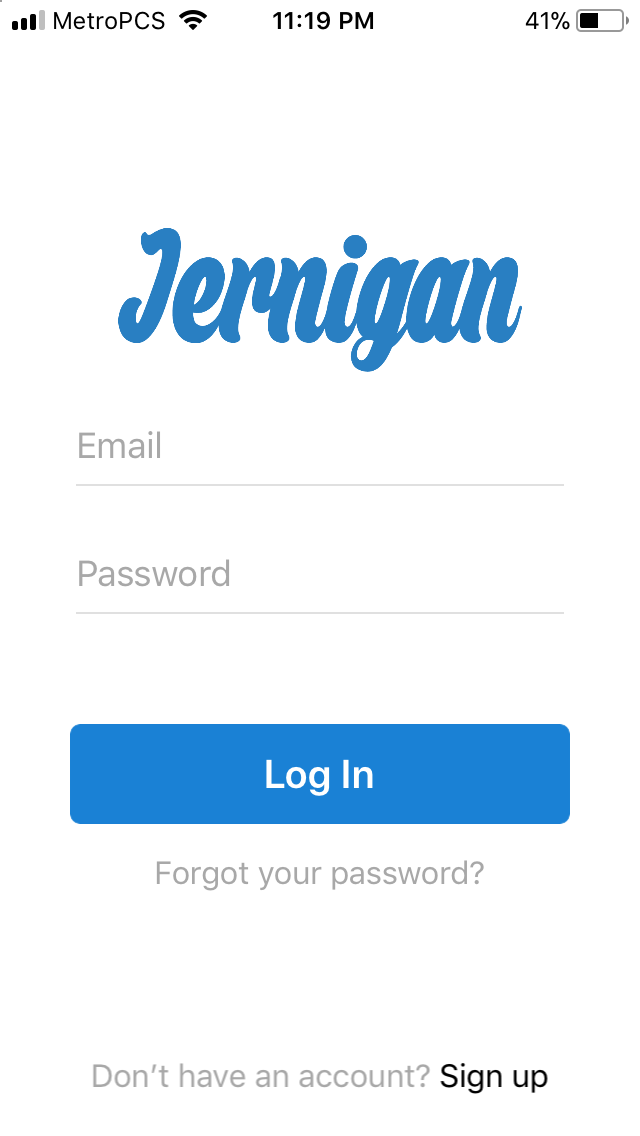 MetroPCS 11:19 PM 41%
Jernigan
Email
Password
Log In
Forgot your password?
Don’t have an account? Sign up